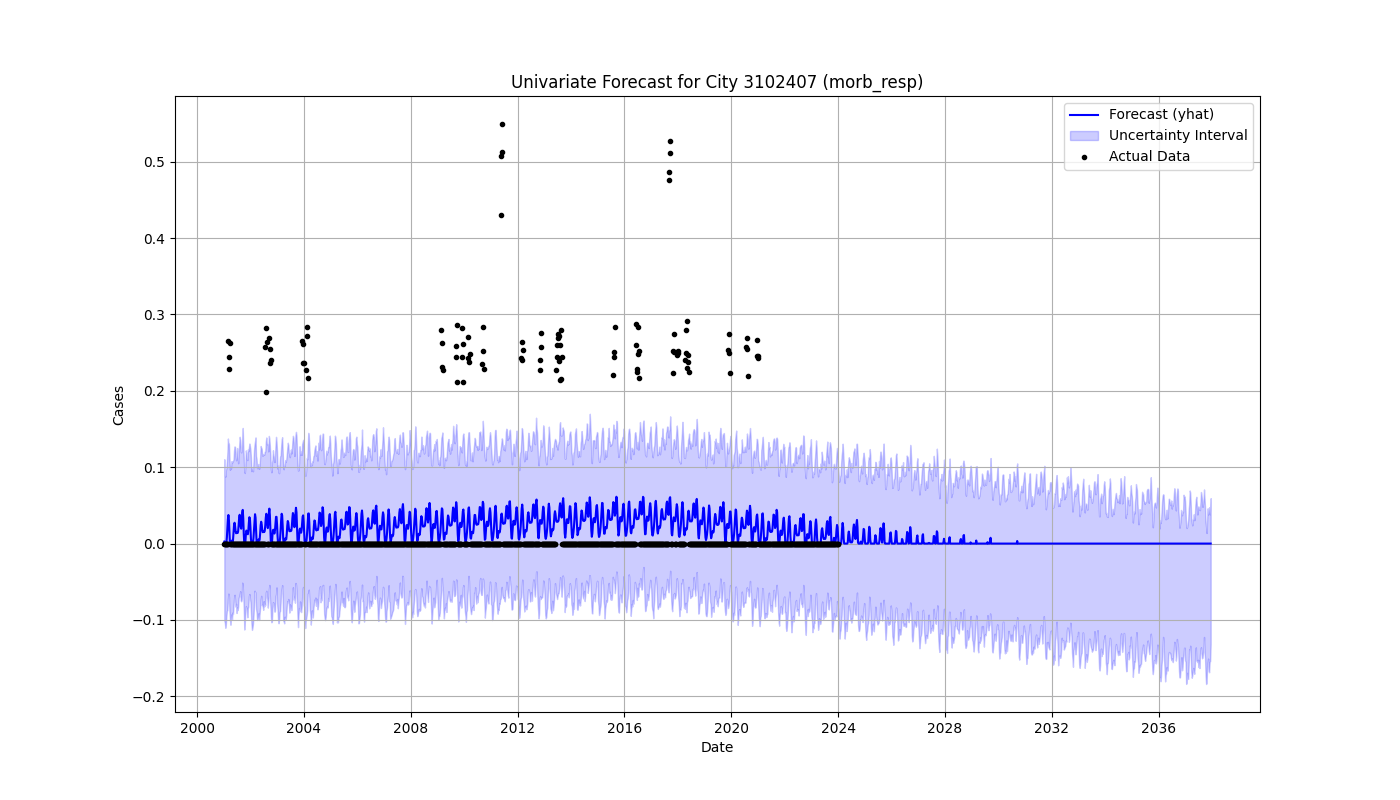 Univariate Forecast for City 3102407 (morb_resp)
Forecast (yhat)
Uncertainty Interval
Actual Data
Cases
0.5
0.4
0.3
0.2
0.1
0.0
−0.1
−0.2
2000 2004 2008 2012 2016 2020 2024 2028 2032 2036
Date